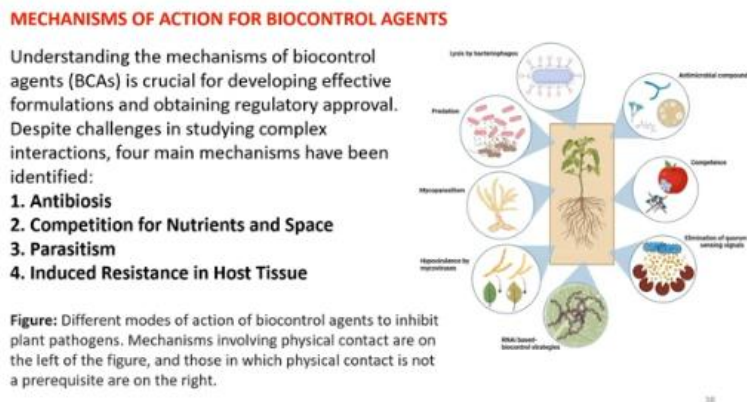 MECHANISMS OF ACTION FOR BIOCONTROL AGENTS
Understanding the mechanisms of biocontrol
agents (BCAs) is crucial for developing effective
formulations and obtaining regulatory approval.
Despite challenges in studying complex
interactions, four main mechanisms have been
identified:
1. Antibiosis
2. Competition for Nutrients and Space
3. Parasitism
4. Induced Resistance in Host Tissue
Figure: Different modes of action of biocontrol agents to inhibit
plant pathogens. Mechanisms involving physical contact are on
the left of the figure, and those in which physical contact is not
a prerequisite are on the right.
Lysis by bacteriophages
Predation
Mycoparasitism
Hypovirulence by
mycoviruses
RNAi based-
biocontrol strategies
Antimicrobial compound
Competence
Elimination of quorum
sensing signals